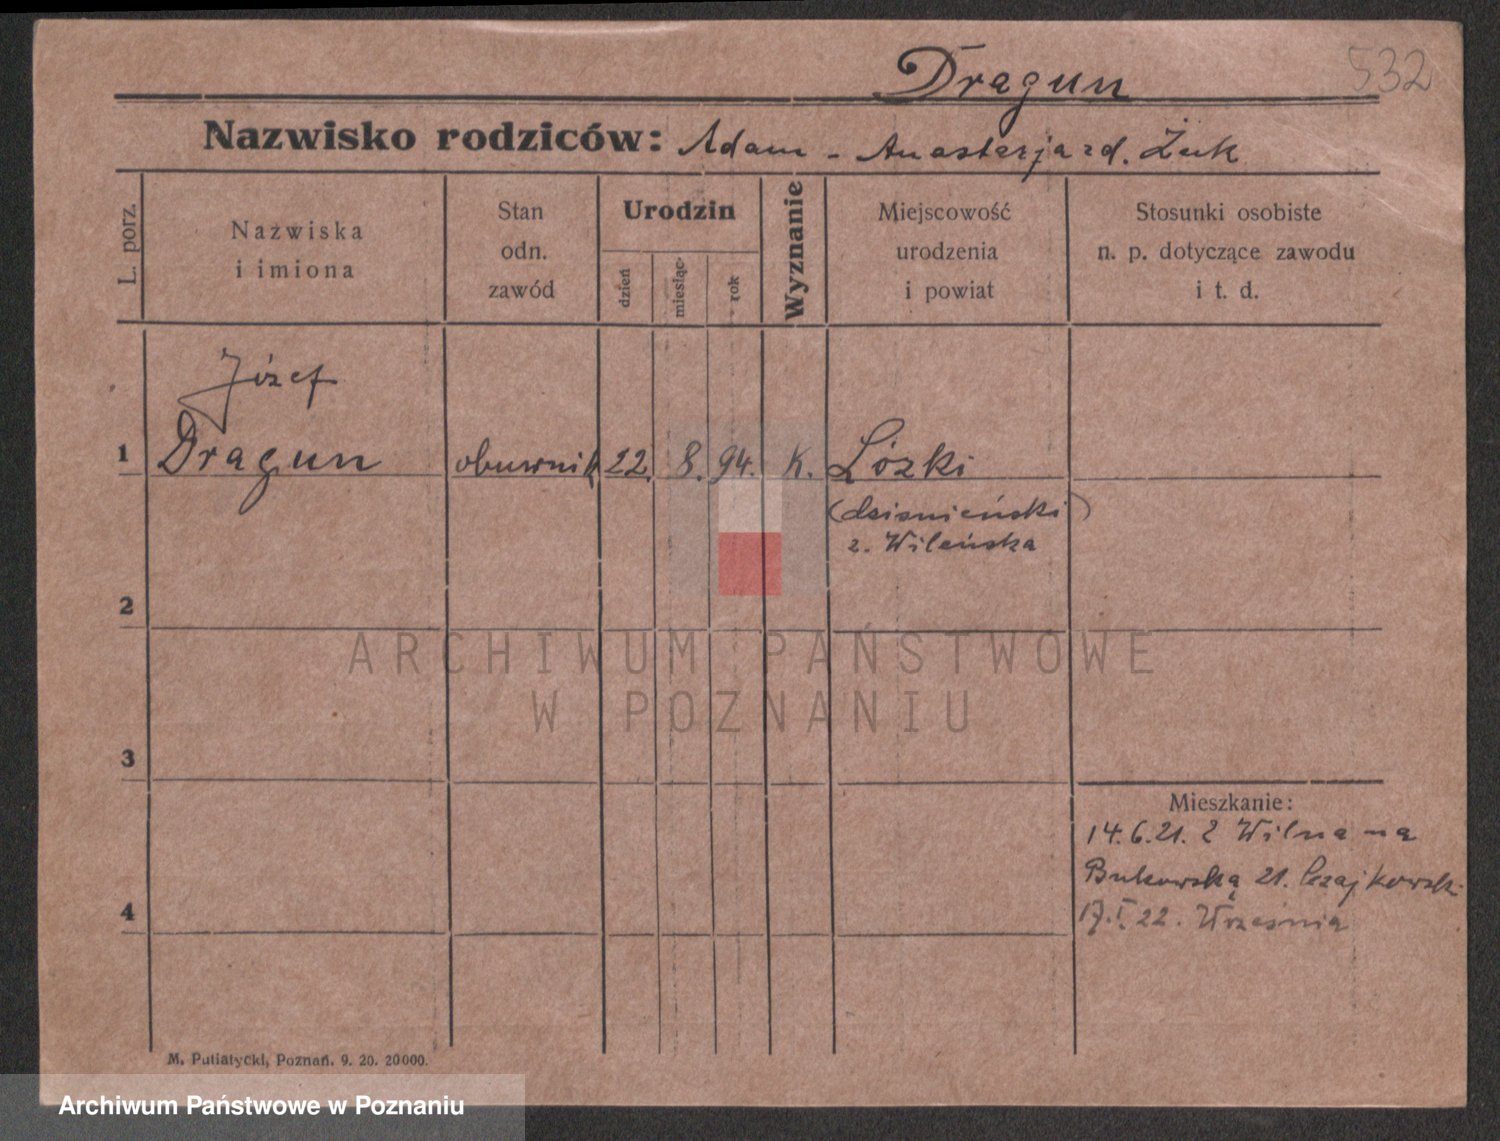 Dragun
532
Nazwisko rodziców: Adam - Anastazja zd. Żuk
L. porz.
Nazwiska
i imiona
Stan
odn.
zawód
Urodzin
dzień
miesiąc
rok
Wyznanie
Miejscowość
urodzenia
i powiat
Stosunki osobiste
n. p. dotyczące zawodu
i t. d.
Józef
1 Dragun obuwnik 22. 8. 94. K. Lózki
(dzisnieński)
z. Wileńska
2
ARCHIWUM PAŃSTWOWE
W POZNANIU
3
Mieszkanie:
14.6.21. z Wilna na
Bukowską 21.
4
17.I.22. Września
M. Putiatycki, Poznań. 9. 20. 20000.
Archiwum Państwowe w Poznaniu